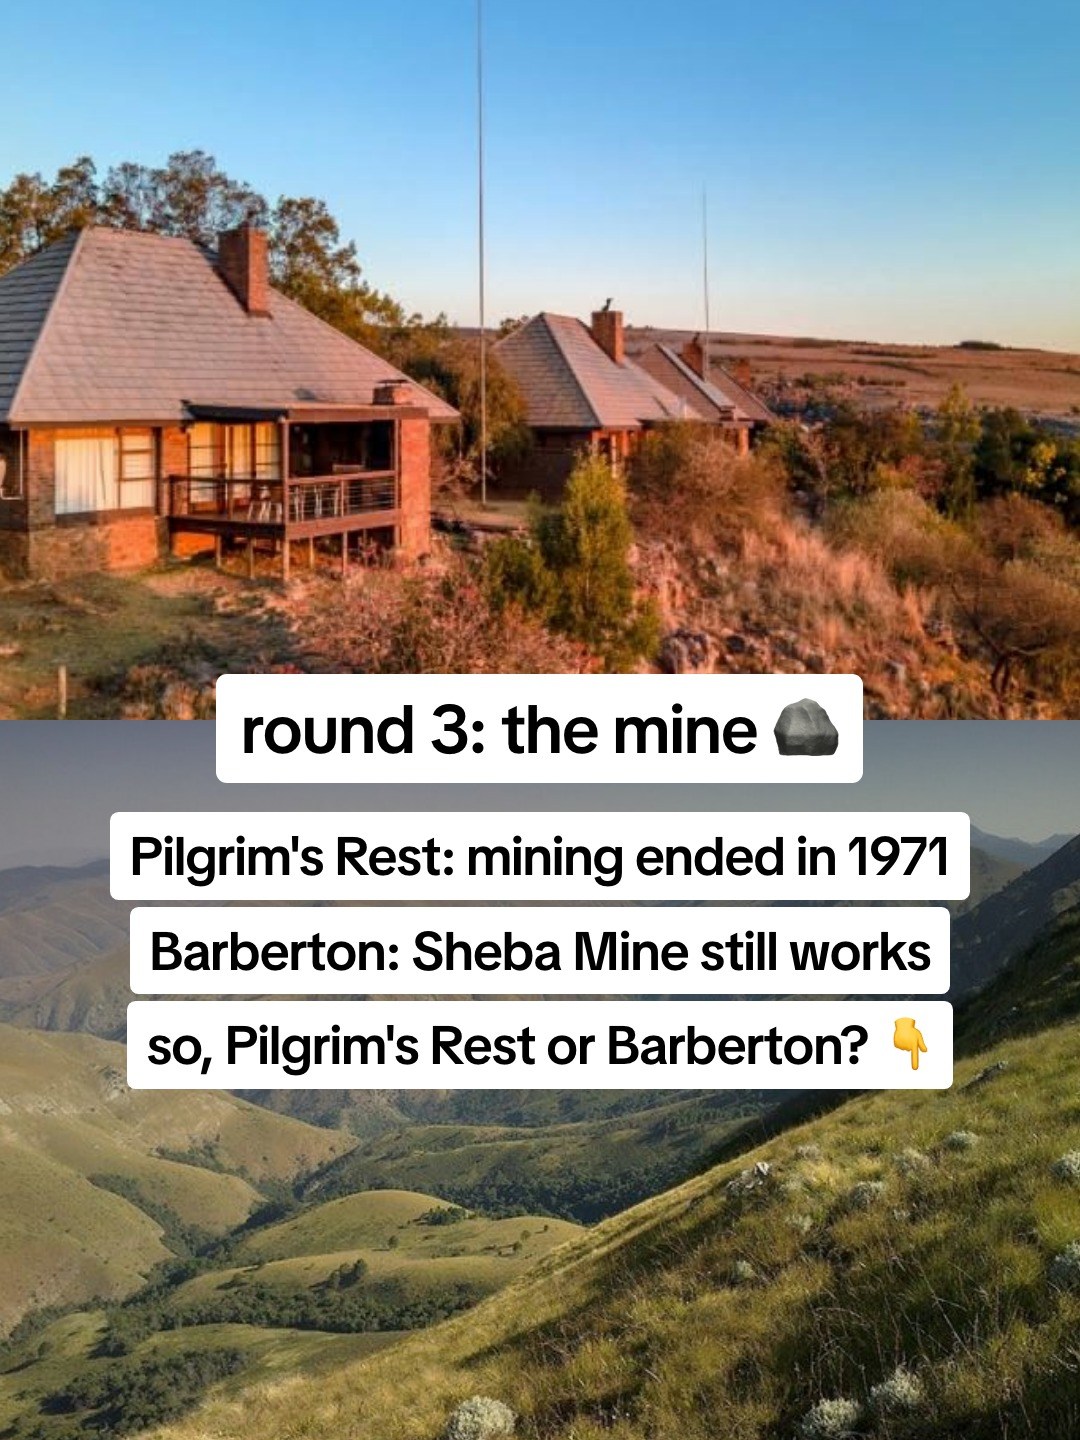 round 3: the mine 🪨
Pilgrim's Rest: mining ended in 1971
Barberton: Sheba Mine still works
so, Pilgrim's Rest or Barberton? 👇